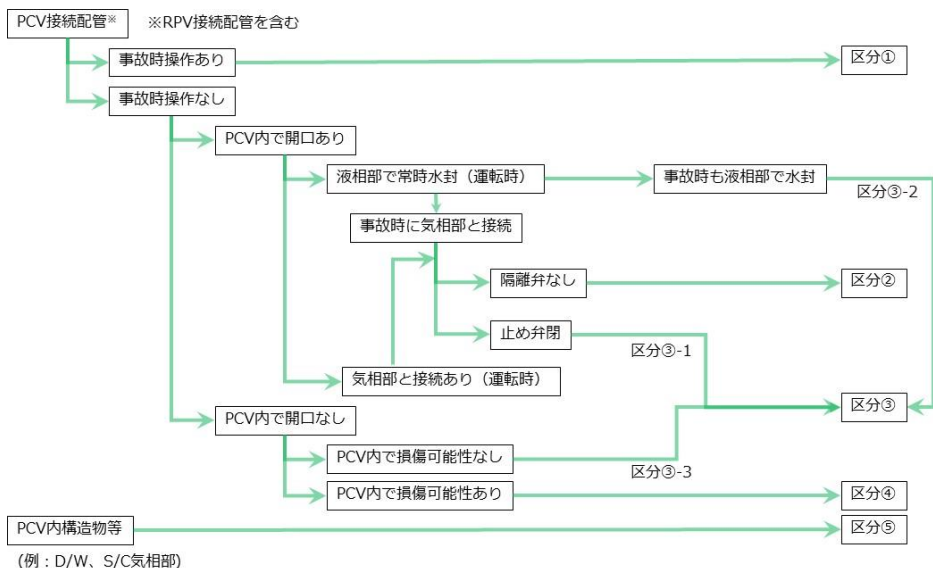 PCV接続配管※ ※RPV接続配管を含む
事故時操作あり 区分①
事故時操作なし
PCV内で開口あり
液相部で常時水封（運転時） 事故時も液相部で水封
区分③-2
事故時に気相部と接続
隔離弁なし 区分②
止め弁閉
区分③-1
気相部と接続あり（運転時）
区分③
PCV内で開口なし
PCV内で損傷可能性なし
区分③-3
PCV内で損傷可能性あり 区分④
PCV内構造物等 区分⑤
(例：D/W、S/C気相部)